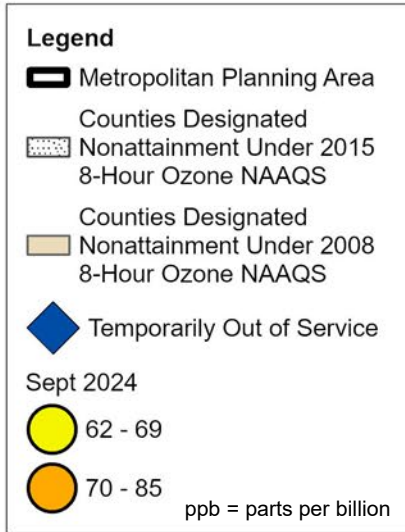 Legend
Metropolitan Planning Area
Counties Designated
Nonattainment Under 2015
8-Hour Ozone NAAQS
Counties Designated
Nonattainment Under 2008
8-Hour Ozone NAAQS
Temporarily Out of Service
Sept 2024
62 - 69
70 - 85
ppb = parts per billion